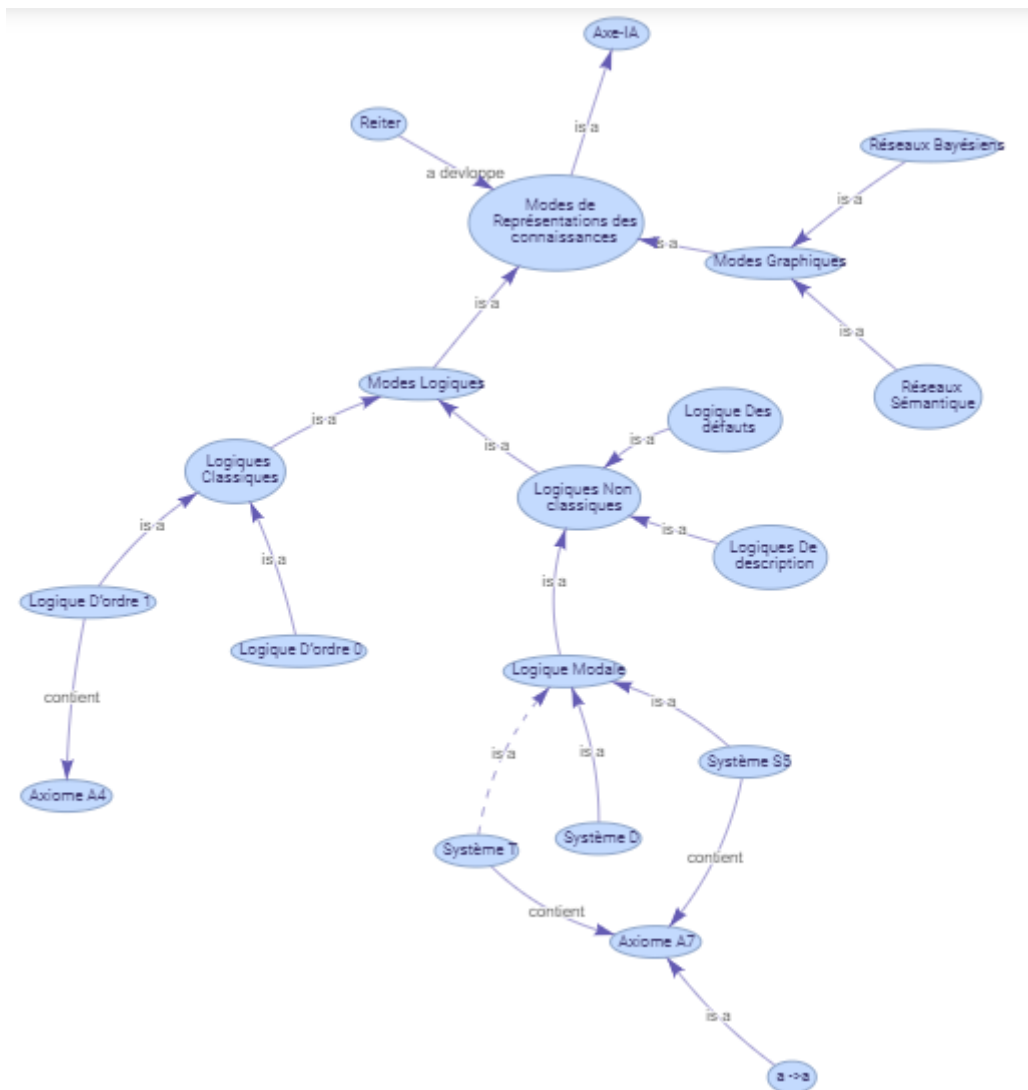 Axe-IA
is-a
Reiter
a dévloppe
Réseaux Bayésiens
is-a
Modes de
Représentations des
connaissances
is-a
Modes Graphiques
is-a
is-a
Modes Logiques
Réseaux
Sémantique
is-a
Logique Des
défauts
is-a
is-a
Logiques
Classiques
Logiques Non
classiques
is-a
is-a
is-a
Logiques De
description
is-a
Logique D'ordre 1
Logique D'ordre 0
Logique Modale
contient
is-a
is-a
is-a
Système S5
Axiome A4
Système T
Système D
contient
contient
Axiome A7
is-a
a ->a